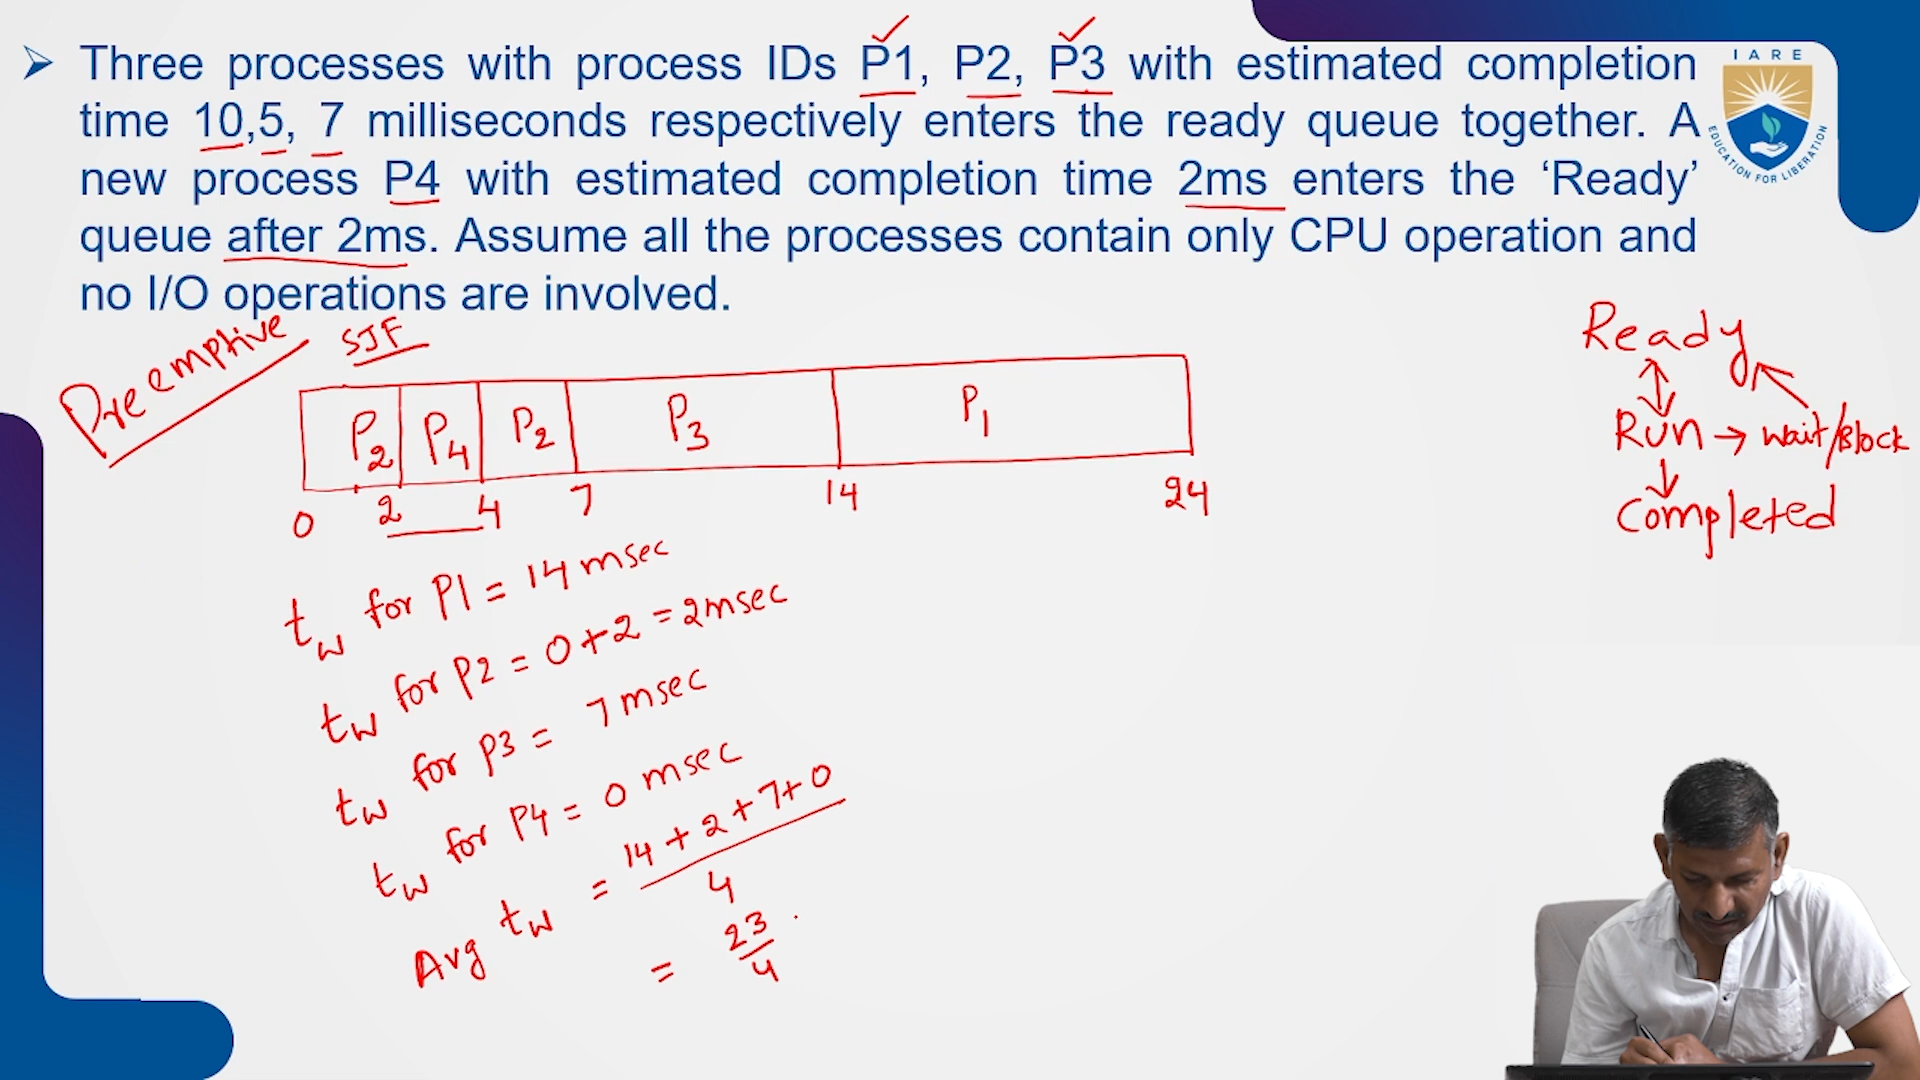 ➢ Three processes with process IDs P1, P2, P3 with estimated completion
time 10,5, 7 milliseconds respectively enters the ready queue together. A
new process P4 with estimated completion time 2ms enters the ‘Ready’
queue after 2ms. Assume all the processes contain only CPU operation and
no I/O operations are involved.
IARE
EDUCATION FOR LIBERATION
Preemptive SJF
P2 P4 P2 P3 P1
0 2 4 7 14 24
tw for P1 = 14 msec
tw for P2 = 0+2 = 2msec
tw for P3 = 7 msec
tw for P4 = 0 msec
Avg tw = 14+2+7+0
4
= 23
4
Ready
Run → wait/Block
Completed